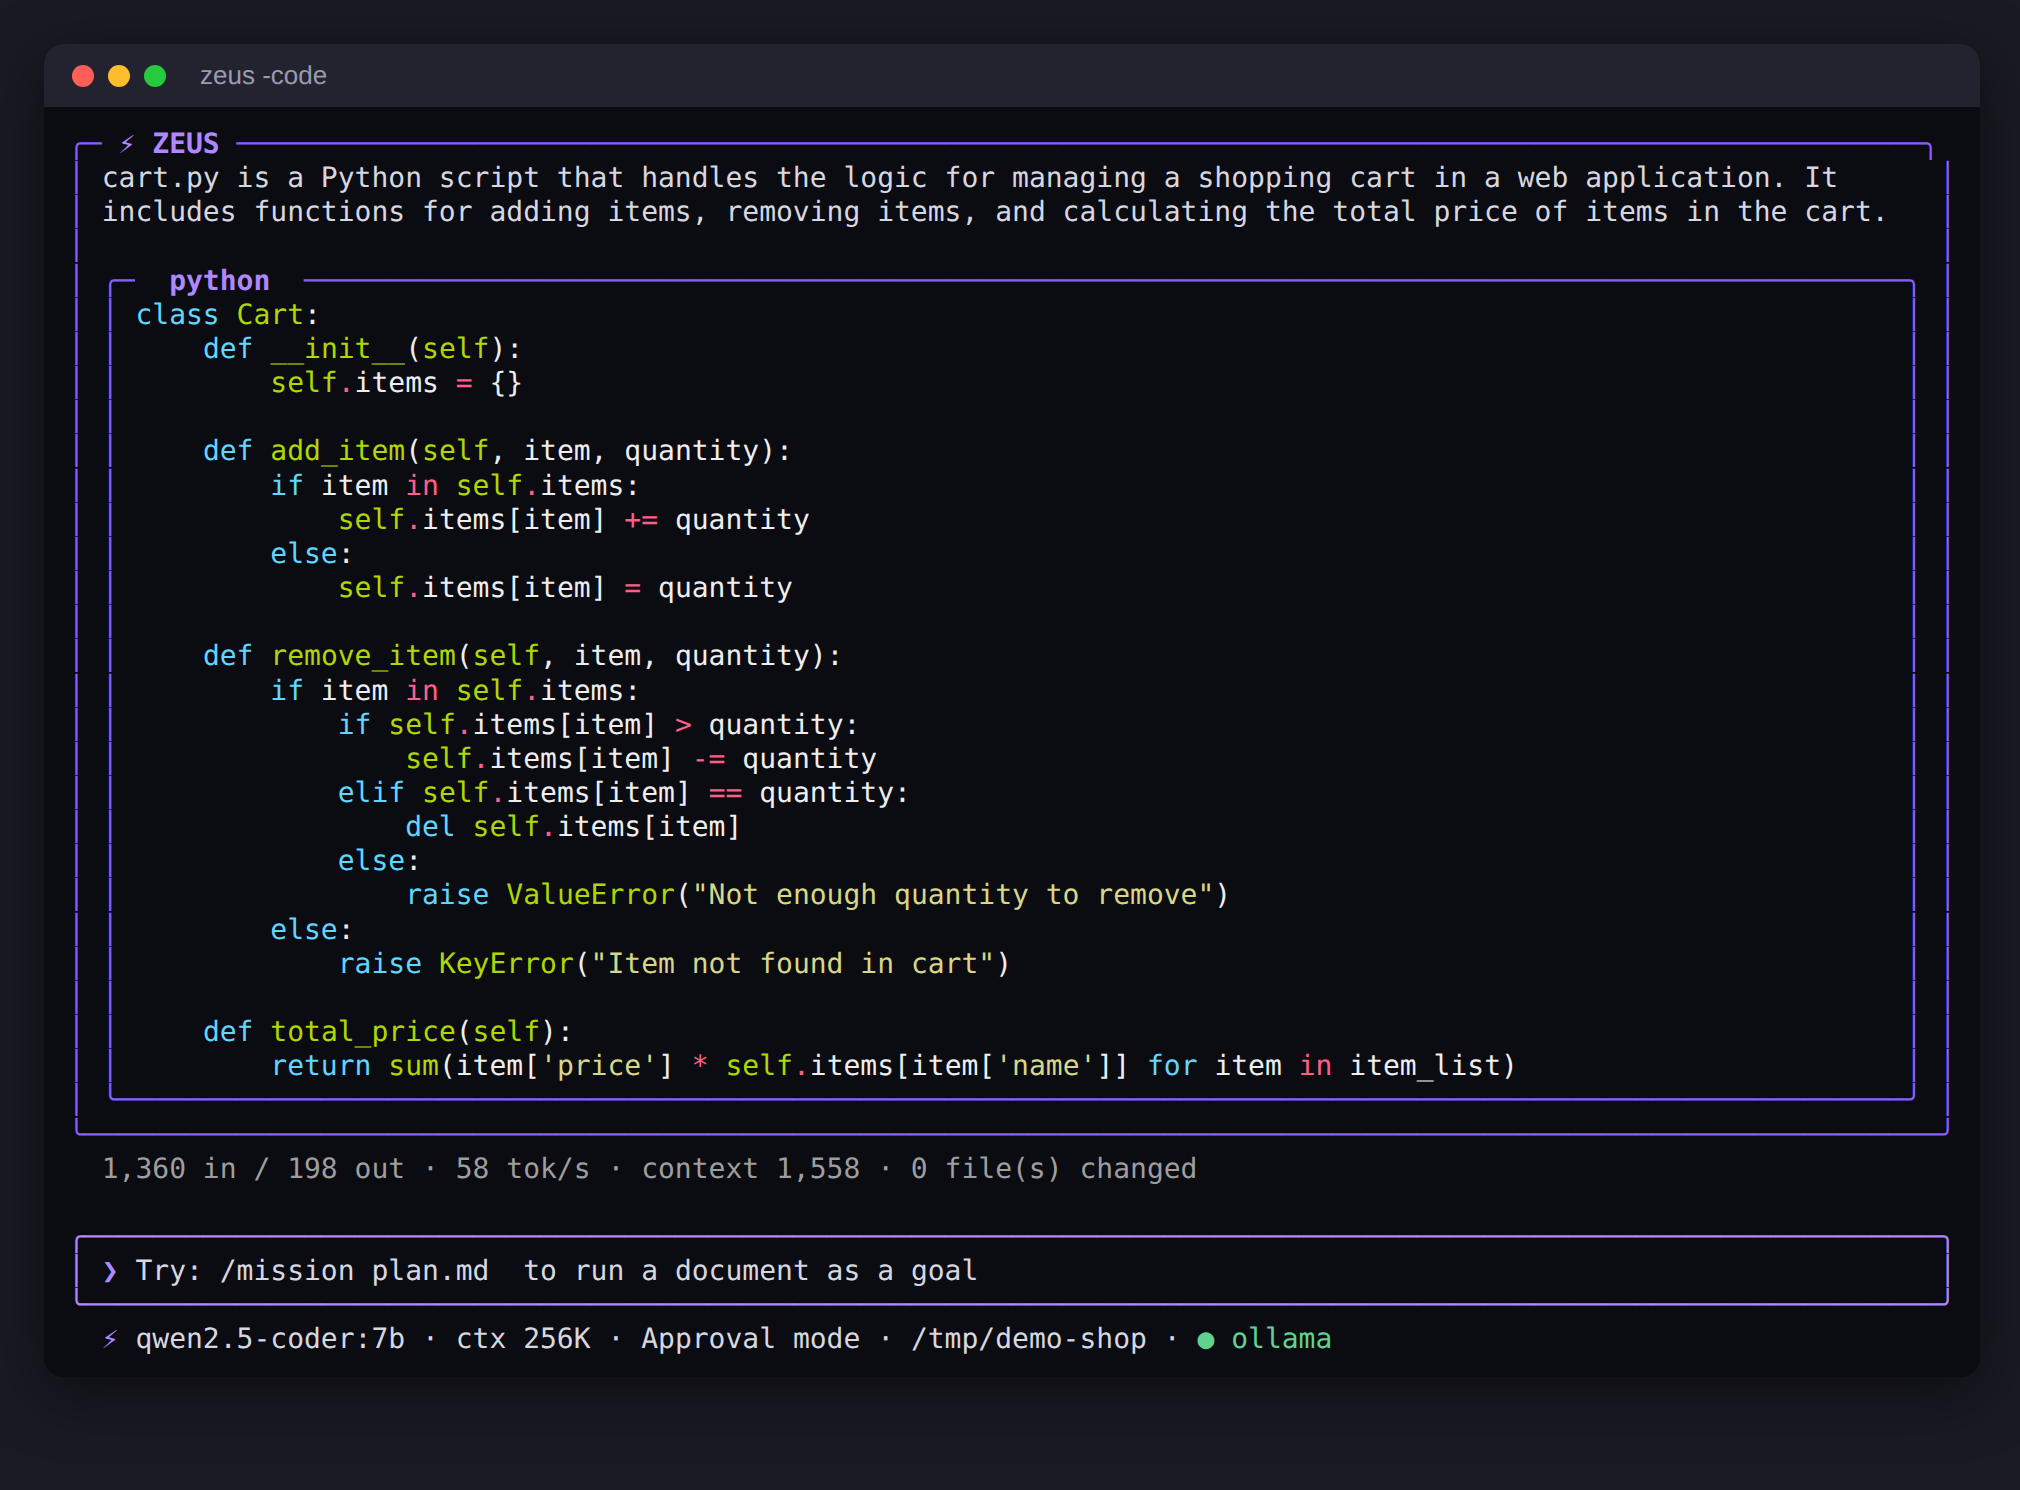 zeus -code
⚡ ZEUS
cart.py is a Python script that handles the logic for managing a shopping cart in a web application. It
includes functions for adding items, removing items, and calculating the total price of items in the cart.
python
class Cart:
    def __init__(self):
        self.items = {}
    def add_item(self, item, quantity):
        if item in self.items:
            self.items[item] += quantity
        else:
            self.items[item] = quantity
    def remove_item(self, item, quantity):
        if item in self.items:
            if self.items[item] > quantity:
                self.items[item] -= quantity
            elif self.items[item] == quantity:
                del self.items[item]
            else:
                raise ValueError("Not enough quantity to remove")
        else:
            raise KeyError("Item not found in cart")
    def total_price(self):
        return sum(item['price'] * self.items[item['name']] for item in item_list)
1,360 in / 198 out · 58 tok/s · context 1,558 · 0 file(s) changed
❯ Try: /mission plan.md  to run a document as a goal
⚡ qwen2.5-coder:7b · ctx 256K · Approval mode · /tmp/demo-shop · ● ollama